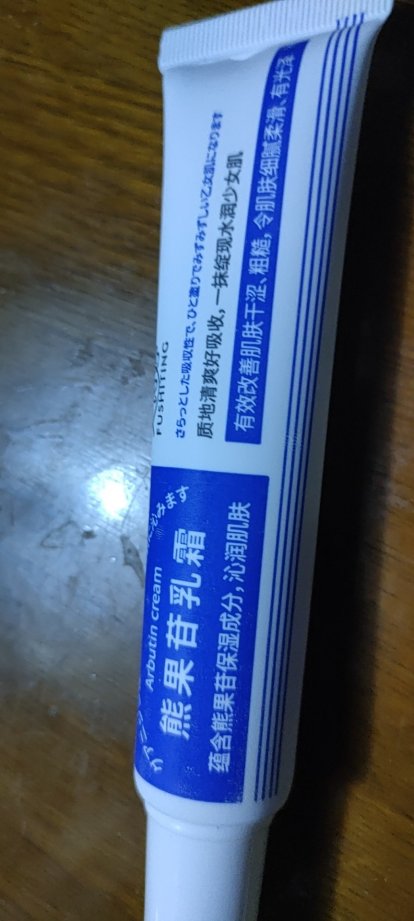 FUSHITING
さらっとした吸収性で、ひと塗りでみずみずしい乙女肌になります
质地清爽好吸收，一抹绽现水润少女肌
有效改善肌肤干涩、粗糙，令肌肤细腻柔滑、有光泽
Arbutin cream
熊果苷乳霜
蕴含熊果苷保湿成分，沁润肌肤